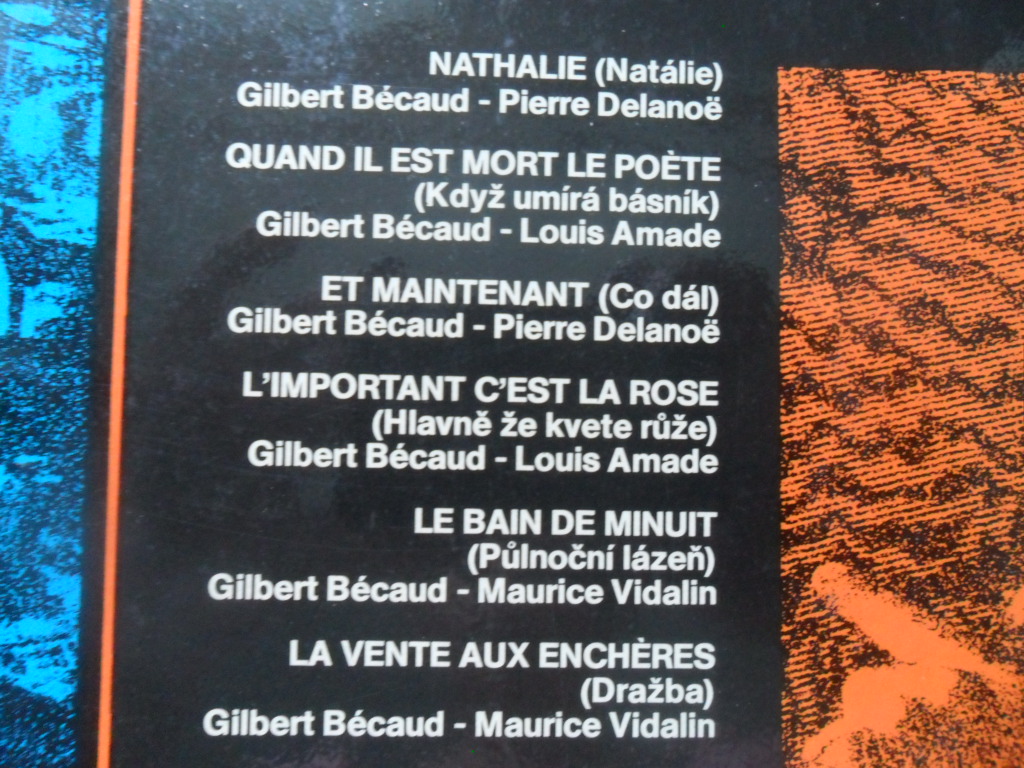 NATHALIE (Natálie)
Gilbert Bécaud - Pierre Delanoë
QUAND IL EST MORT LE POÈTE
(Když umírá básník)
Gilbert Bécaud - Louis Amade
ET MAINTENANT (Co dál)
Gilbert Bécaud - Pierre Delanoë
L'IMPORTANT C'EST LA ROSE
(Hlavně že kvete růže)
Gilbert Bécaud - Louis Amade
LE BAIN DE MINUIT
(Půlnoční lázeň)
Gilbert Bécaud - Maurice Vidalin
LA VENTE AUX ENCHÈRES
(Dražba)
Gilbert Bécaud - Maurice Vidalin